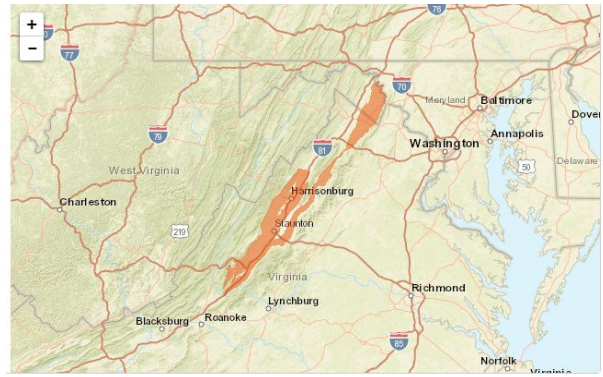 +
−
77
76
70
79
Maryland
Baltimore
Dover
Washington
Annapolis
81
50
Delaware
West Virginia
Harrisonburg
Charleston
219
Staunton
Virginia
Richmond
Lynchburg
Blacksburg
Roanoke
85
Norfolk
Virginia